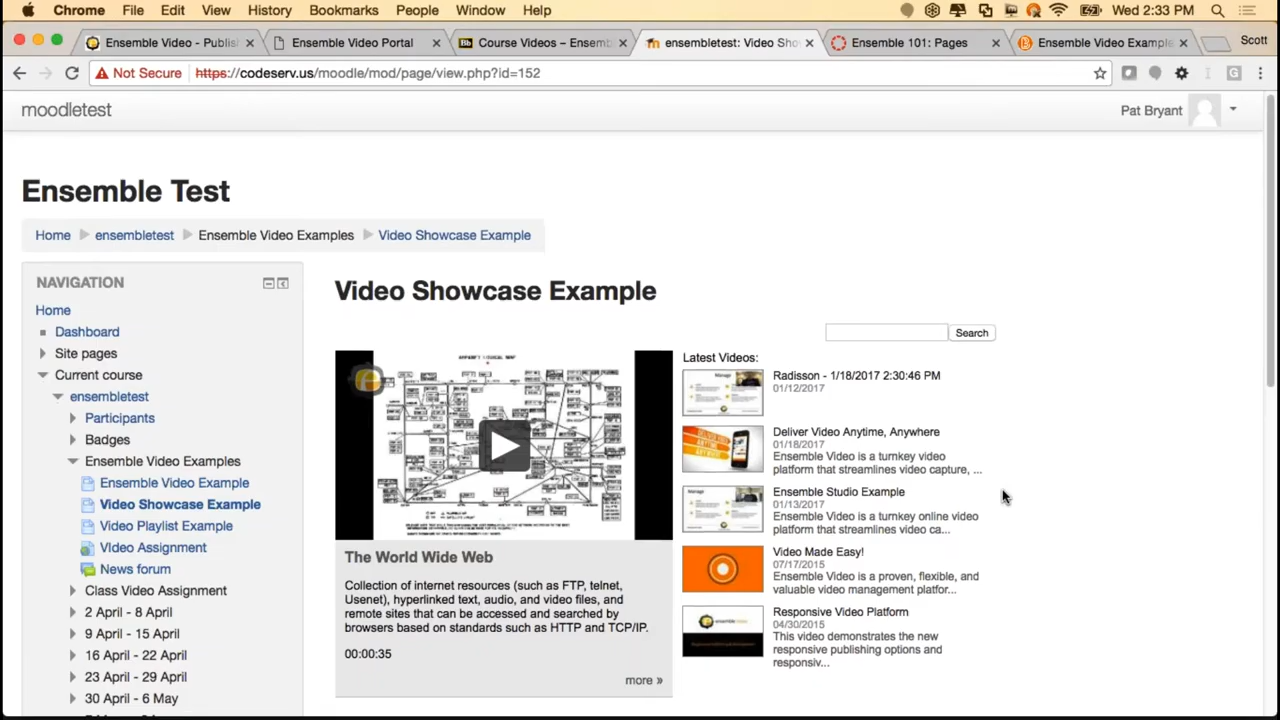 Chrome File Edit View History Bookmarks People Window Help Wed 2:33 PM
Ensemble Video - Publis
Ensemble Video Portal
Course Videos – Ensemb
ensembletest: Video Sho
Ensemble 101: Pages
Ensemble Video Example
Scott
Not Secure https://codeserv.us/moodle/mod/page/view.php?id=152
moodletest
Pat Bryant
Ensemble Test
Home ensembletest Ensemble Video Examples Video Showcase Example
NAVIGATION
Home
Dashboard
Site pages
Current course
ensembletest
Participants
Badges
Ensemble Video Examples
Ensemble Video Example
Video Showcase Example
Video Playlist Example
Video Assignment
News forum
Class Video Assignment
2 April - 8 April
9 April - 15 April
16 April - 22 April
23 April - 29 April
30 April - 6 May
Video Showcase Example
Search
The World Wide Web
Collection of internet resources (such as FTP, telnet,
Usenet), hyperlinked text, audio, and video files, and
remote sites that can be accessed and searched by
browsers based on standards such as HTTP and TCP/IP.
00:00:35
more »
Latest Videos:
Radisson - 1/18/2017 2:30:46 PM
01/12/2017
Deliver Video Anytime, Anywhere
01/18/2017
Ensemble Video is a turnkey video
platform that streamlines video capture, ...
Ensemble Studio Example
01/13/2017
Ensemble Video is a turnkey online video
platform that streamlines video ca...
Video Made Easy!
07/17/2015
Ensemble Video is a proven, flexible, and
valuable video management platfor...
Responsive Video Platform
04/30/2015
This video demonstrates the new
responsive publishing options and
responsiv...